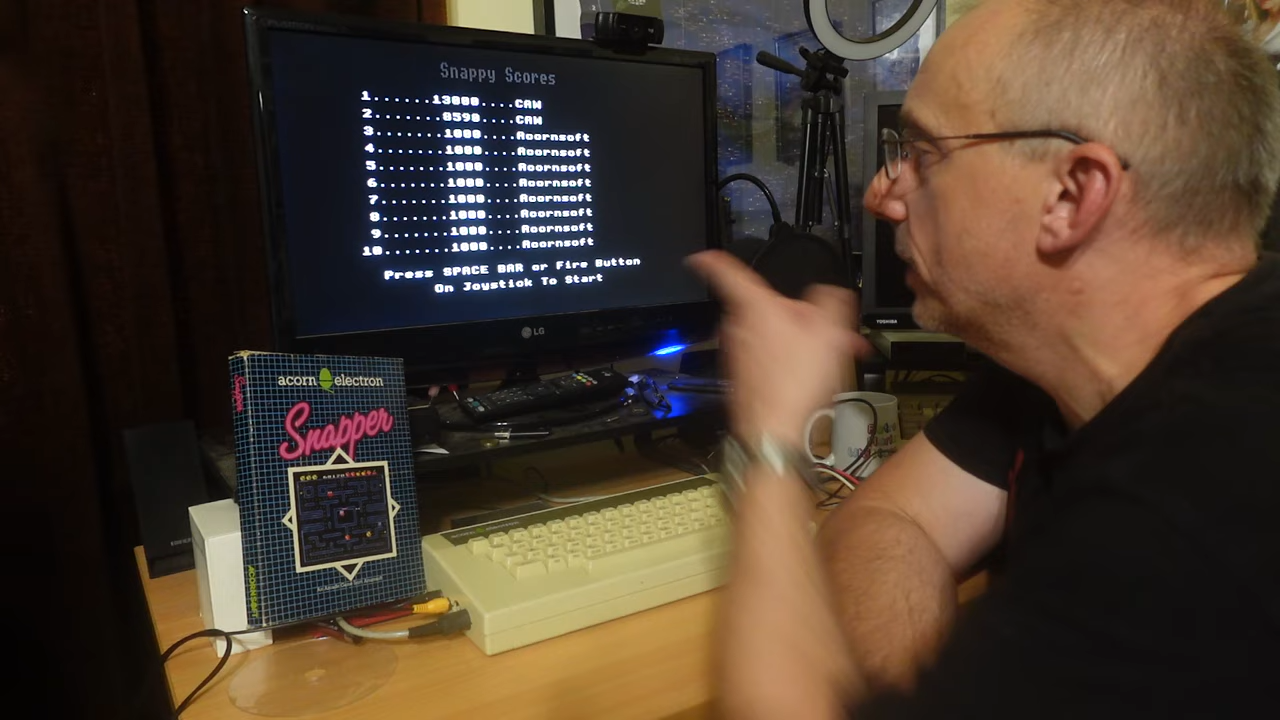 Snappy Scores
1......13000....CAW
2.......8590....CAW
3.......1000....Acornsoft
4.......1000....Acornsoft
5.......1000....Acornsoft
6.......1000....Acornsoft
7.......1000....Acornsoft
8.......1000....Acornsoft
9.......1000....Acornsoft
10.......1000....Acornsoft
Press SPACE BAR or Fire Button
On Joystick To Start
LG
TOSHIBA
acorn electron
Snapper
Snapper
ACORNSOFT